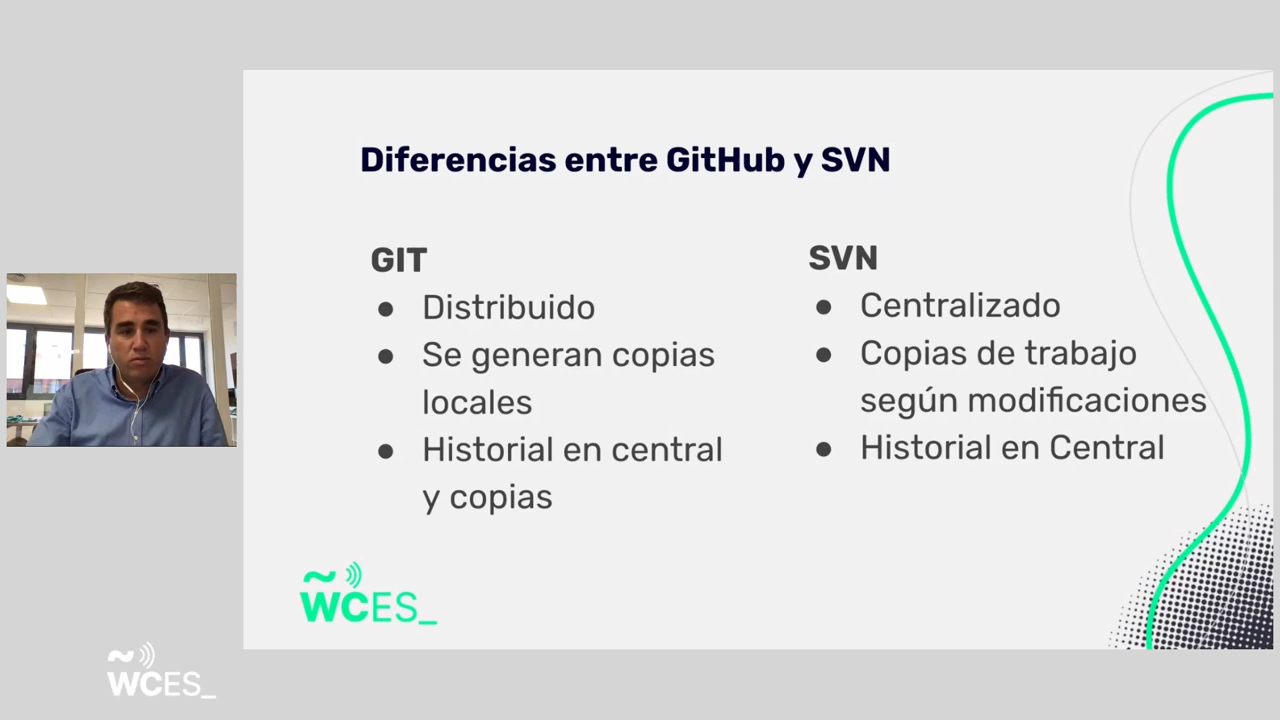 Diferencias entre GitHub y SVN
GIT
● Distribuido
● Se generan copias
locales
● Historial en central
y copias
SVN
● Centralizado
● Copias de trabajo
según modificaciones
● Historial en Central
~ WCES_
~ WCES_